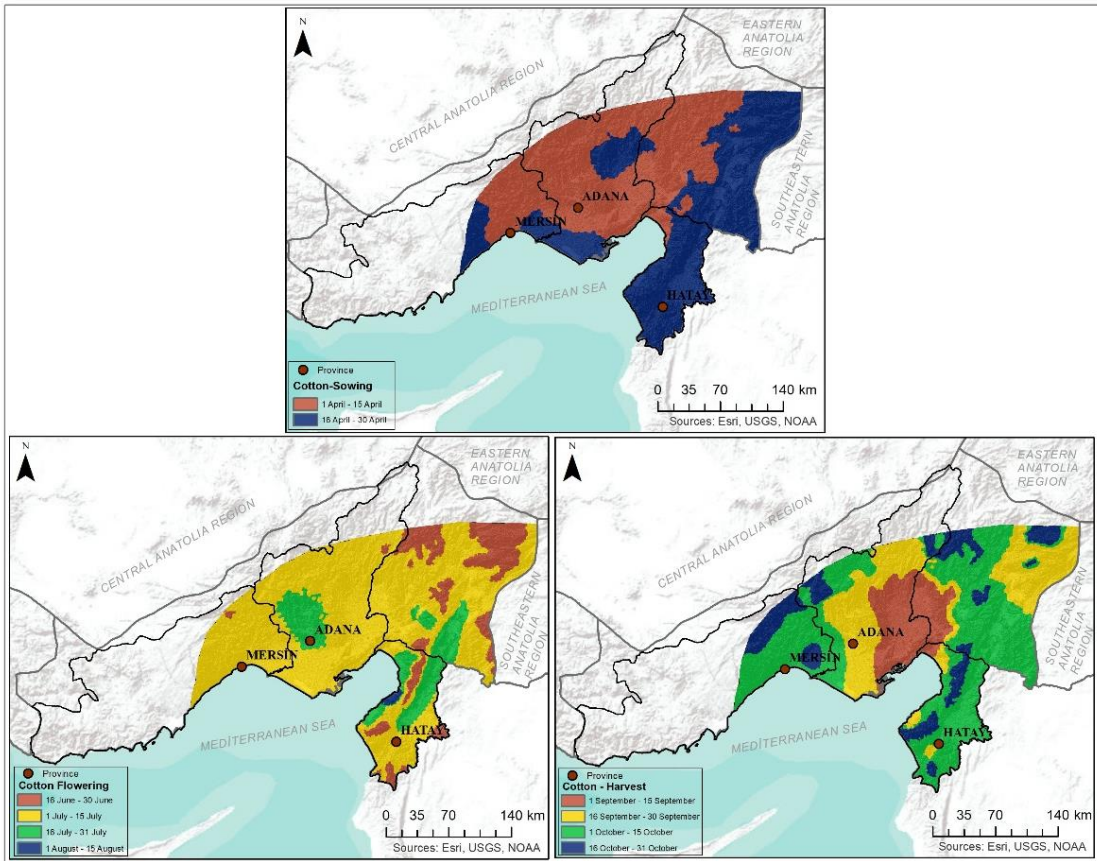 N
EASTERN
ANATOLIA
REGION
CENTRAL ANATOLIA REGION
SOUTHEASTERN
ANATOLIA
REGION
ADANA
MERSİN
HATAY
MEDİTERRANEAN SEA
Province
Cotton-Sowing
1 April - 15 April
16 April - 30 April
0 35 70 140 km
Sources: Esri, USGS, NOAA
N
EASTERN
ANATOLIA
REGION
CENTRAL ANATOLIA REGION
SOUTHEASTERN
ANATOLIA
REGION
ADANA
MERSİN
HATAY
MEDİTERRANEAN SEA
Province
Cotton Flowering
16 June - 30 June
1 July - 15 July
16 July - 31 July
1 August - 15 August
0 35 70 140 km
Sources: Esri, USGS, NOAA
N
EASTERN
ANATOLIA
REGION
CENTRAL ANATOLIA REGION
SOUTHEASTERN
ANATOLIA
REGION
ADANA
MERSİN
HATAY
MEDİTERRANEAN SEA
Province
Cotton - Harvest
1 September - 15 September
16 September - 30 September
1 October - 15 October
16 October - 31 October
0 35 70 140 km
Sources: Esri, USGS, NOAA